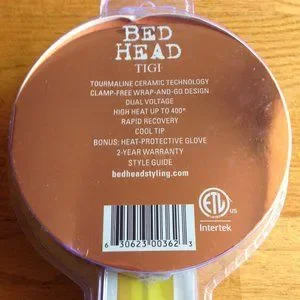 BED
HEAD
TIGI
TOURMALINE CERAMIC TECHNOLOGY
CLAMP-FREE WRAP-AND-GO DESIGN
DUAL VOLTAGE
HIGH HEAT UP TO 400°
RAPID RECOVERY
COOL TIP
BONUS: HEAT-PROTECTIVE GLOVE
2-YEAR WARRANTY
STYLE GUIDE
bedheadstyling.com
ETL
US
Intertek
6 30623 00362 3